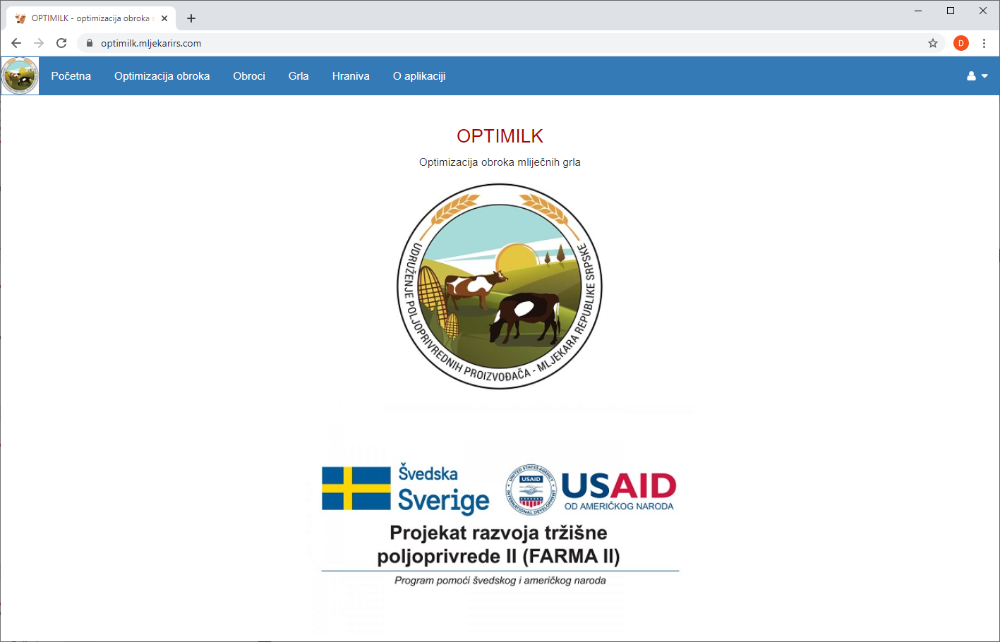 OPTIMILK - optimizacija obroka
optimilk.mljekarirs.com
D
Početna Optimizacija obroka Obroci Grla Hraniva O aplikaciji
OPTIMILK
Optimizacija obroka mliječnih grla
UDRUŽENJE POLJOPRIVREDNIH PROIZVOĐAČA - MLJEKARA REPUBLIKE SRPSKE
Švedska
Sverige
UNITED STATES AGENCY
USAID
INTERNATIONAL DEVELOPMENT
USAID
OD AMERIČKOG NARODA
Projekat razvoja tržišne
poljoprivrede II (FARMA II)
Program pomoći švedskog i američkog naroda